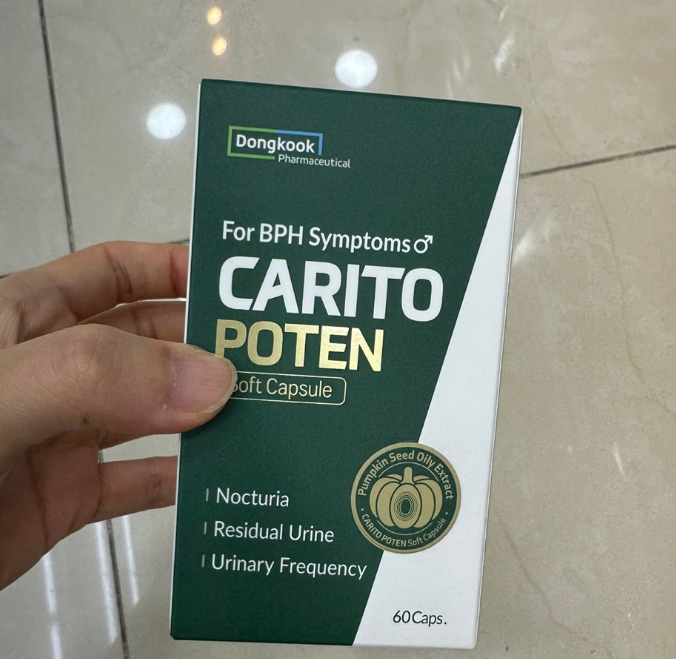 Dongkook
Pharmaceutical
For BPH Symptoms♂
CARITO
POTEN
Soft Capsule
Pumpkin Seed Oily Extract
• CARITO POTEN Soft Capsule •
Nocturia
Residual Urine
Urinary Frequency
60Caps.